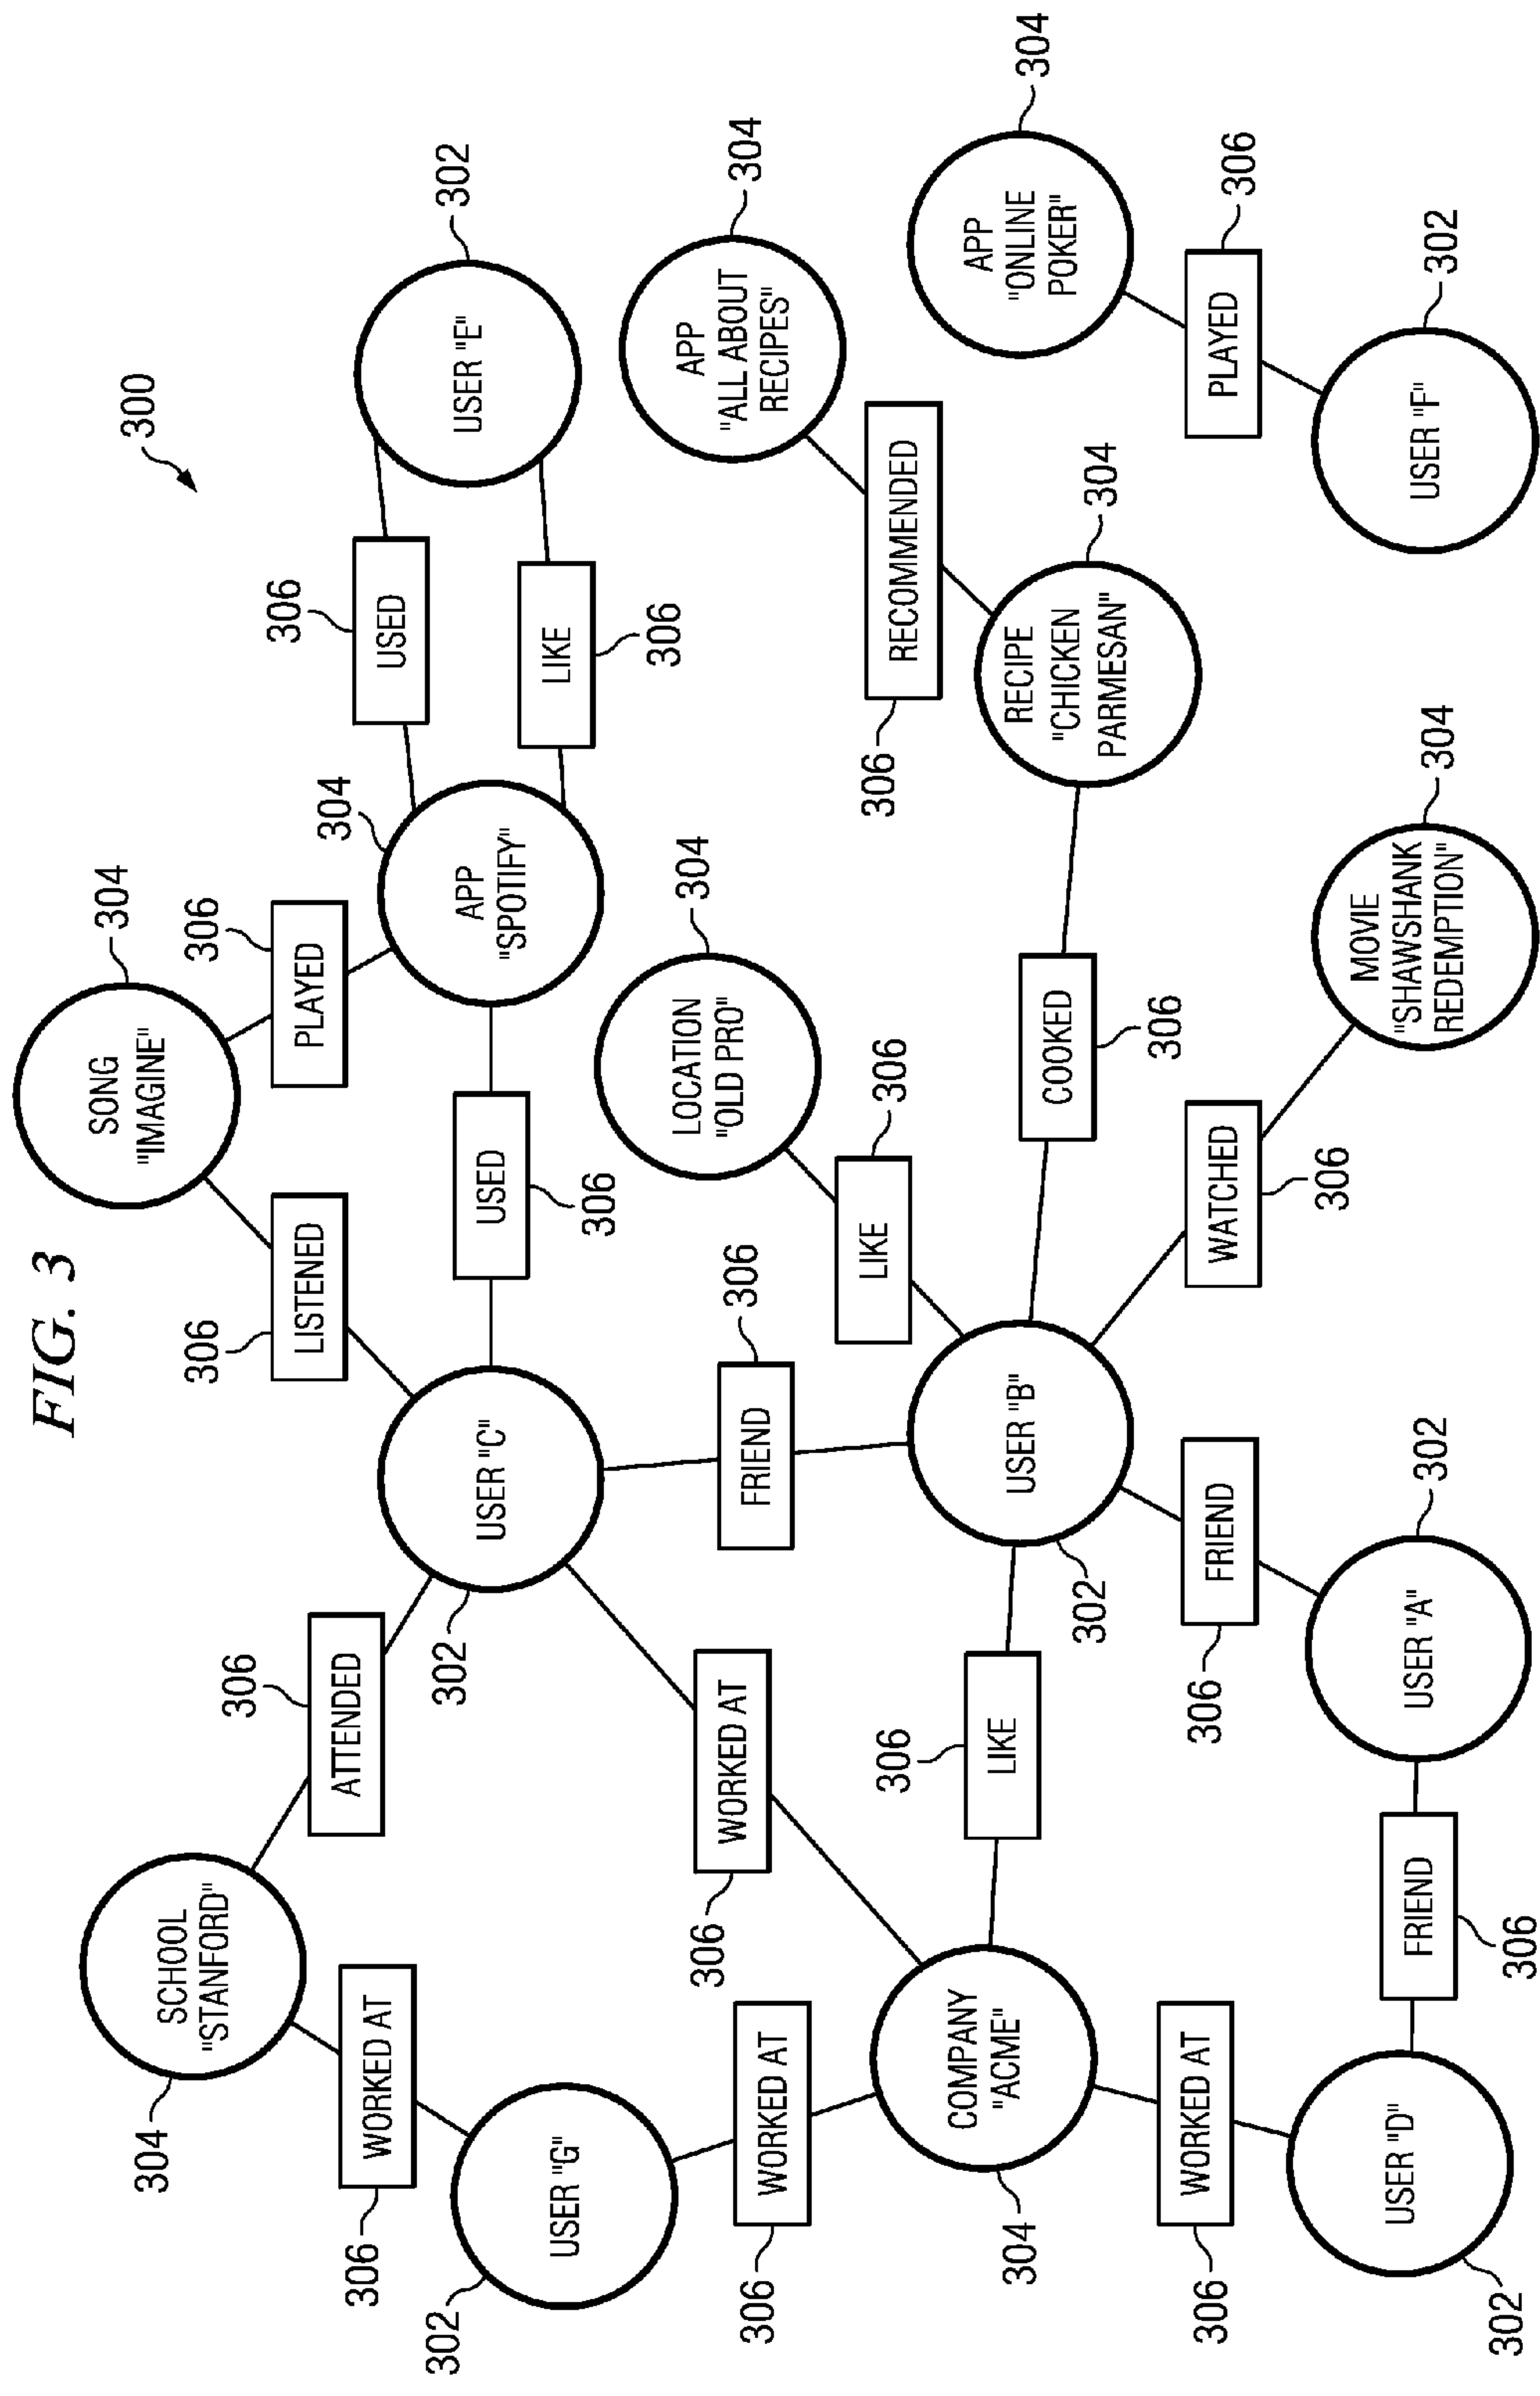 FIG. 3
300
304
SCHOOL
"STANFORD"
306
ATTENDED
306
LISTENED
304
SONG
"IMAGINE"
306
PLAYED
306
USED
304
306
WORKED AT
302
USER "C"
306
USED
304
APP
"SPOTIFY"
LIKE
306
USER "E"
302
302
USER "G"
306
WORKED AT
306
WORKED AT
306
FRIEND
306
LIKE
304
LOCATION
"OLD PRO"
306
RECOMMENDED
304
APP
"ALL ABOUT
RECIPES"
304
COMPANY
"ACME"
306
LIKE
302
USER "B"
306
COOKED
304
RECIPE
"CHICKEN
PARMESAN"
304
APP
"ONLINE
POKER"
306
WORKED AT
306
FRIEND
306
WATCHED
306
PLAYED
302
USER "D"
306
FRIEND
302
USER "A"
304
MOVIE
"SHAWSHANK
REDEMPTION"
302
USER "F"